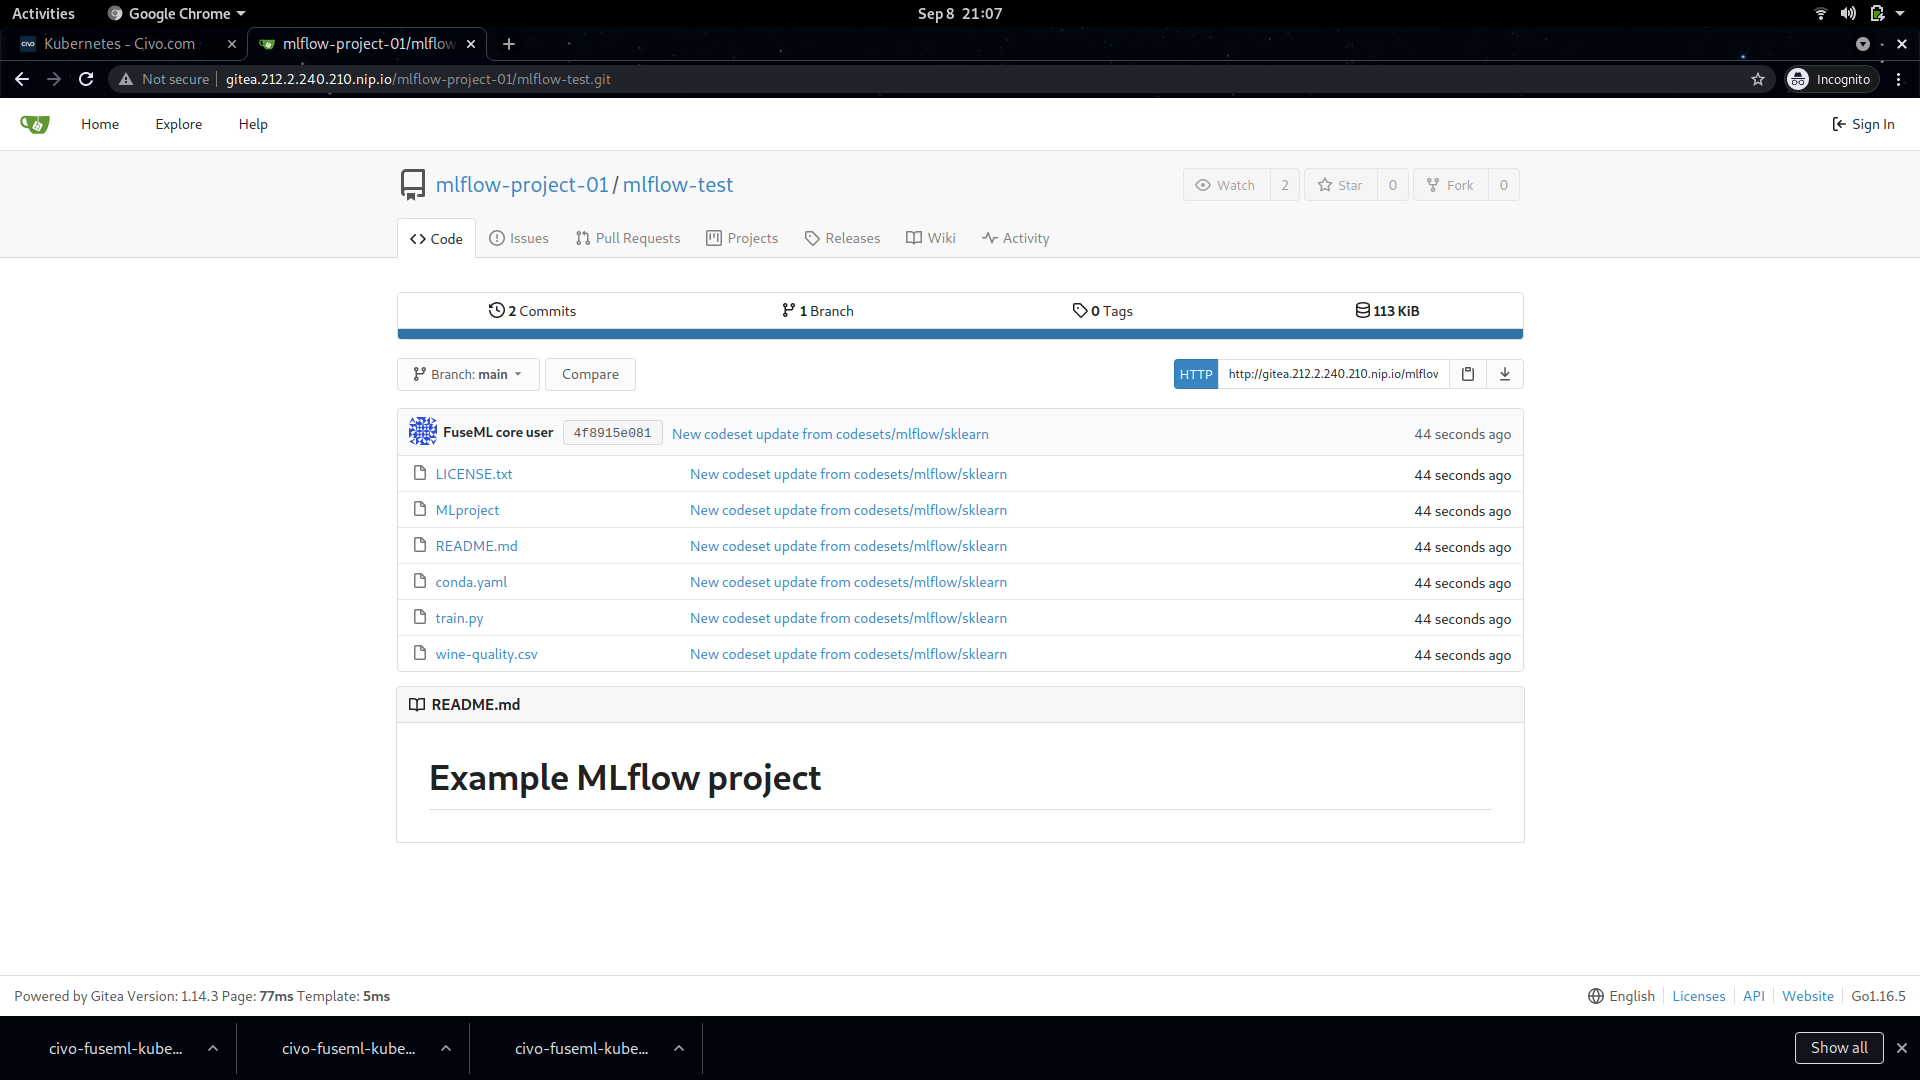 Activities Google Chrome Sep 8 21:07
Kubernetes - Civo.com mlflow-project-01/mlflow
Not secure gitea.212.2.240.210.nip.io/mlflow-project-01/mlflow-test.git Incognito
Home Explore Help Sign In
mlflow-project-01/mlflow-test Watch 2 Star 0 Fork 0
Code Issues Pull Requests Projects Releases Wiki Activity
2 Commits 1 Branch 0 Tags 113 KiB
Branch: main Compare HTTP http://gitea.212.2.240.210.nip.io/mlflov
FuseML core user 4f8915e081 New codeset update from codesets/mlflow/sklearn 44 seconds ago
LICENSE.txt New codeset update from codesets/mlflow/sklearn 44 seconds ago
MLproject New codeset update from codesets/mlflow/sklearn 44 seconds ago
README.md New codeset update from codesets/mlflow/sklearn 44 seconds ago
conda.yaml New codeset update from codesets/mlflow/sklearn 44 seconds ago
train.py New codeset update from codesets/mlflow/sklearn 44 seconds ago
wine-quality.csv New codeset update from codesets/mlflow/sklearn 44 seconds ago
README.md
Example MLflow project
Powered by Gitea Version: 1.14.3 Page: 77ms Template: 5ms English Licenses API Website Go1.16.5
civo-fuseml-kube... civo-fuseml-kube... civo-fuseml-kube... Show all